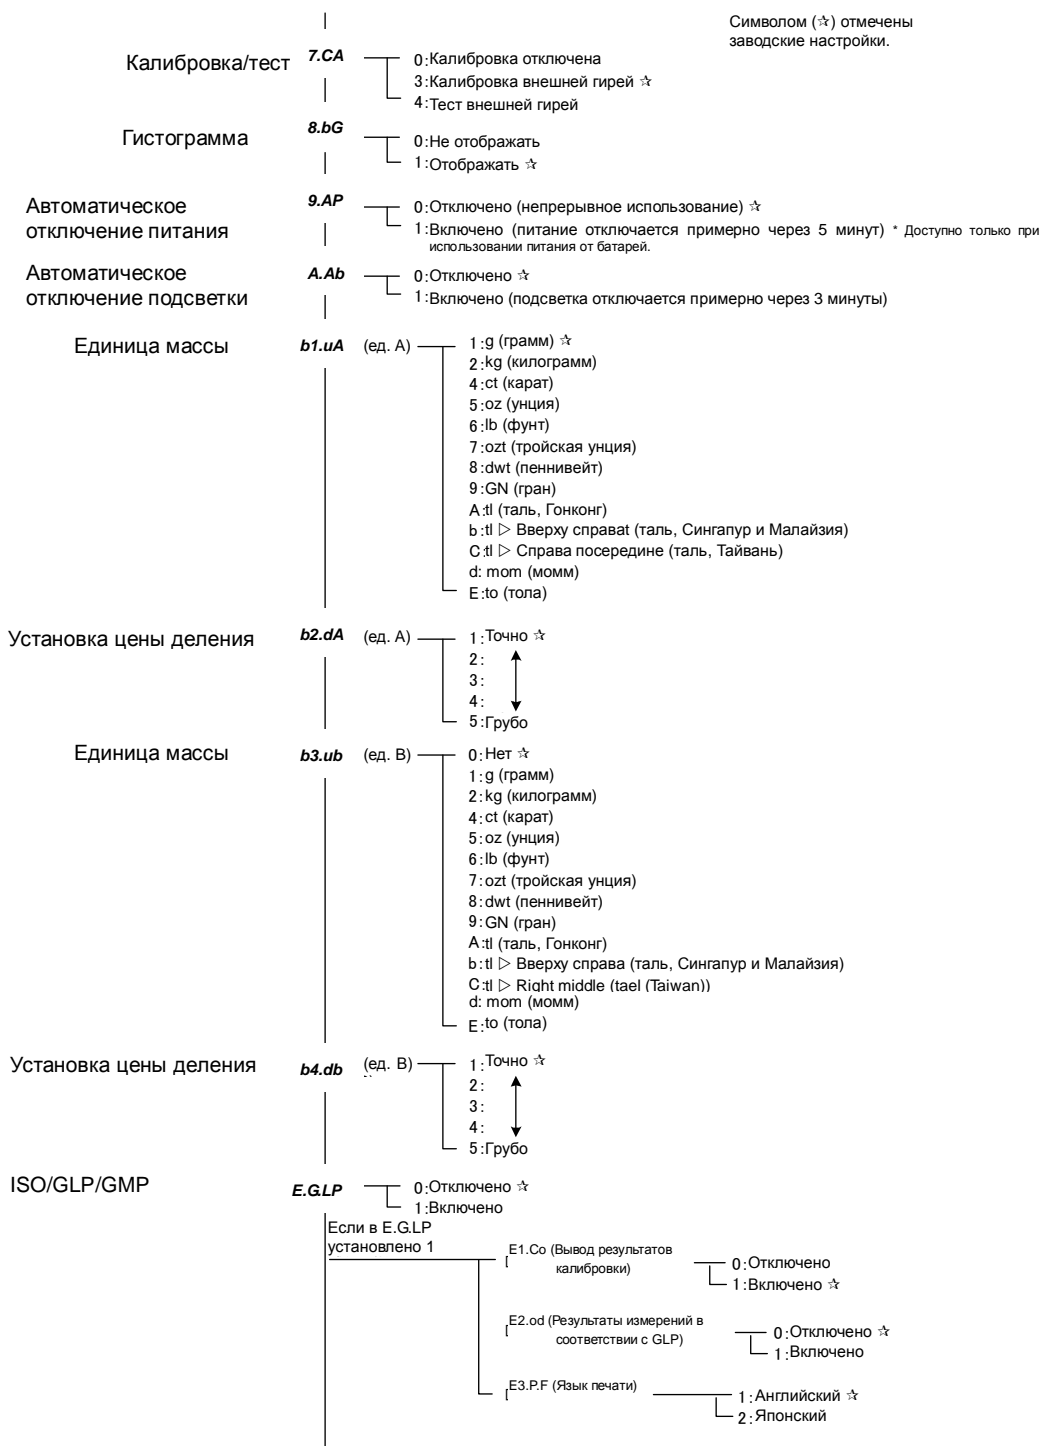 Символом (☆) отмечены
заводские настройки.
Калибровка/тест 7.CA 0:Калибровка отключена
3:Калибровка внешней гирей ☆
4:Тест внешней гирей
Гистограмма 8.bG 0:Не отображать
1:Отображать ☆
Автоматическое
отключение питания 9.AP 0:Отключено (непрерывное использование) ☆
1:Включено (питание отключается примерно через 5 минут) * Доступно только при
использовании питания от батарей.
Автоматическое
отключение подсветки A.Ab 0:Отключено ☆
1:Включено (подсветка отключается примерно через 3 минуты)
Единица массы b1.uA (ед. A) 1:g (грамм) ☆
2:kg (килограмм)
4:ct (карат)
5:oz (унция)
6:lb (фунт)
7:ozt (тройская унция)
8:dwt (пеннивейт)
9:GN (гран)
A:tl (таль, Гонконг)
b:tl ▷ Вверху справаt (таль, Сингапур и Малайзия)
C:tl ▷ Справа посередине (таль, Тайвань)
d: mom (момм)
E:to (тола)
Установка цены деления b2.dA (ед. A) 1:Точно ☆
2:
3:
4:
5:Грубо
Единица массы b3.ub (ед. B) 0:Нет ☆
1:g (грамм)
2:kg (килограмм)
4:ct (карат)
5:oz (унция)
6:lb (фунт)
7:ozt (тройская унция)
8:dwt (пеннивейт)
9:GN (гран)
A:tl (таль, Гонконг)
b:tl ▷ Вверху справа (таль, Сингапур и Малайзия)
C:tl ▷ Right middle (tael (Taiwan))
d: mom (момм)
E:to (тола)
Установка цены деления b4.db (ед. B) 1:Точно ☆
2:
3:
4:
5:Грубо
ISO/GLP/GMP E.G.LP 0:Отключено ☆
1:Включено
Если в E.G.LP
установлено 1
E1.Co (Вывод результатов
калибровки) 0:Отключено
1:Включено ☆
E2.od (Результаты измерений в
соответствии с GLP) 0:Отключено ☆
1:Включено
E3.P.F (Язык печати) 1:Английский ☆
2:Японский